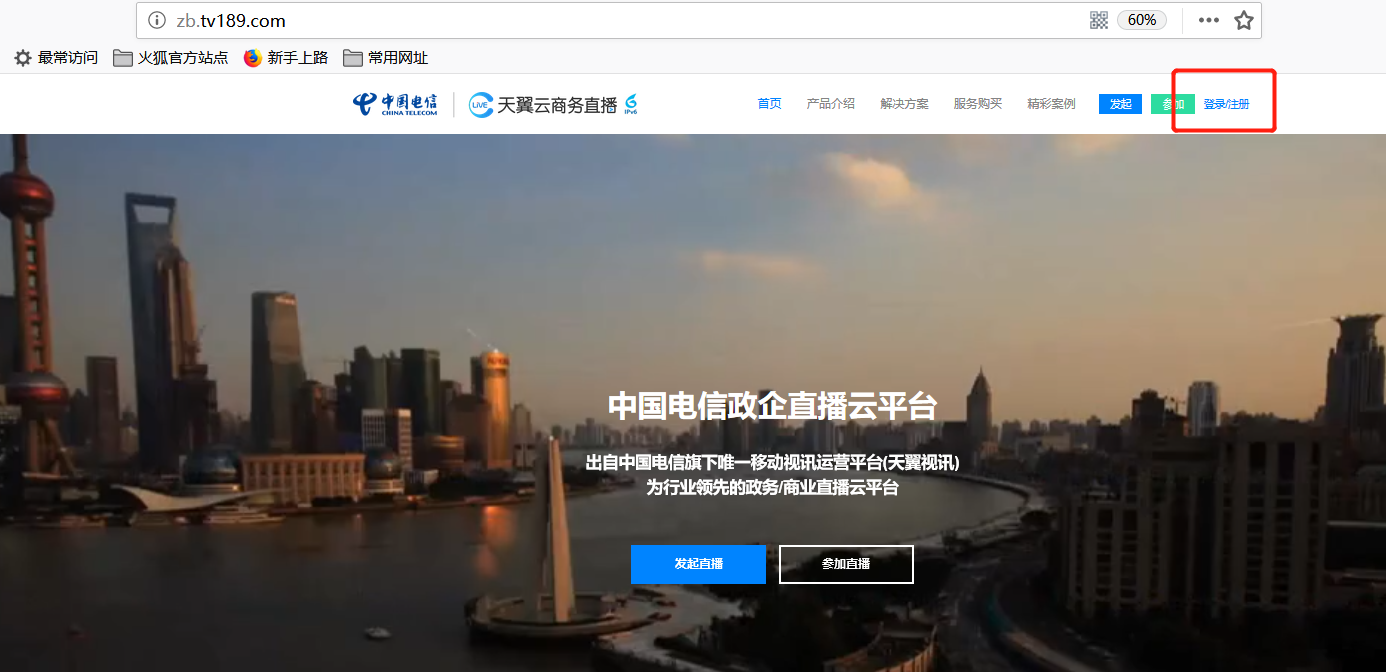 zb.tv189.com
60%
最常访问 火狐官方站点 新手上路 常用网址
中国电信 CHINA TELECOM LIVE 天翼云商务直播 6 IPv6 首页 产品介绍 解决方案 服务购买 精彩案例 发起 参加 登录/注册
中国电信政企直播云平台
出自中国电信旗下唯一移动视讯运营平台(天翼视讯)
为行业领先的政务/商业直播云平台
发起直播 参加直播